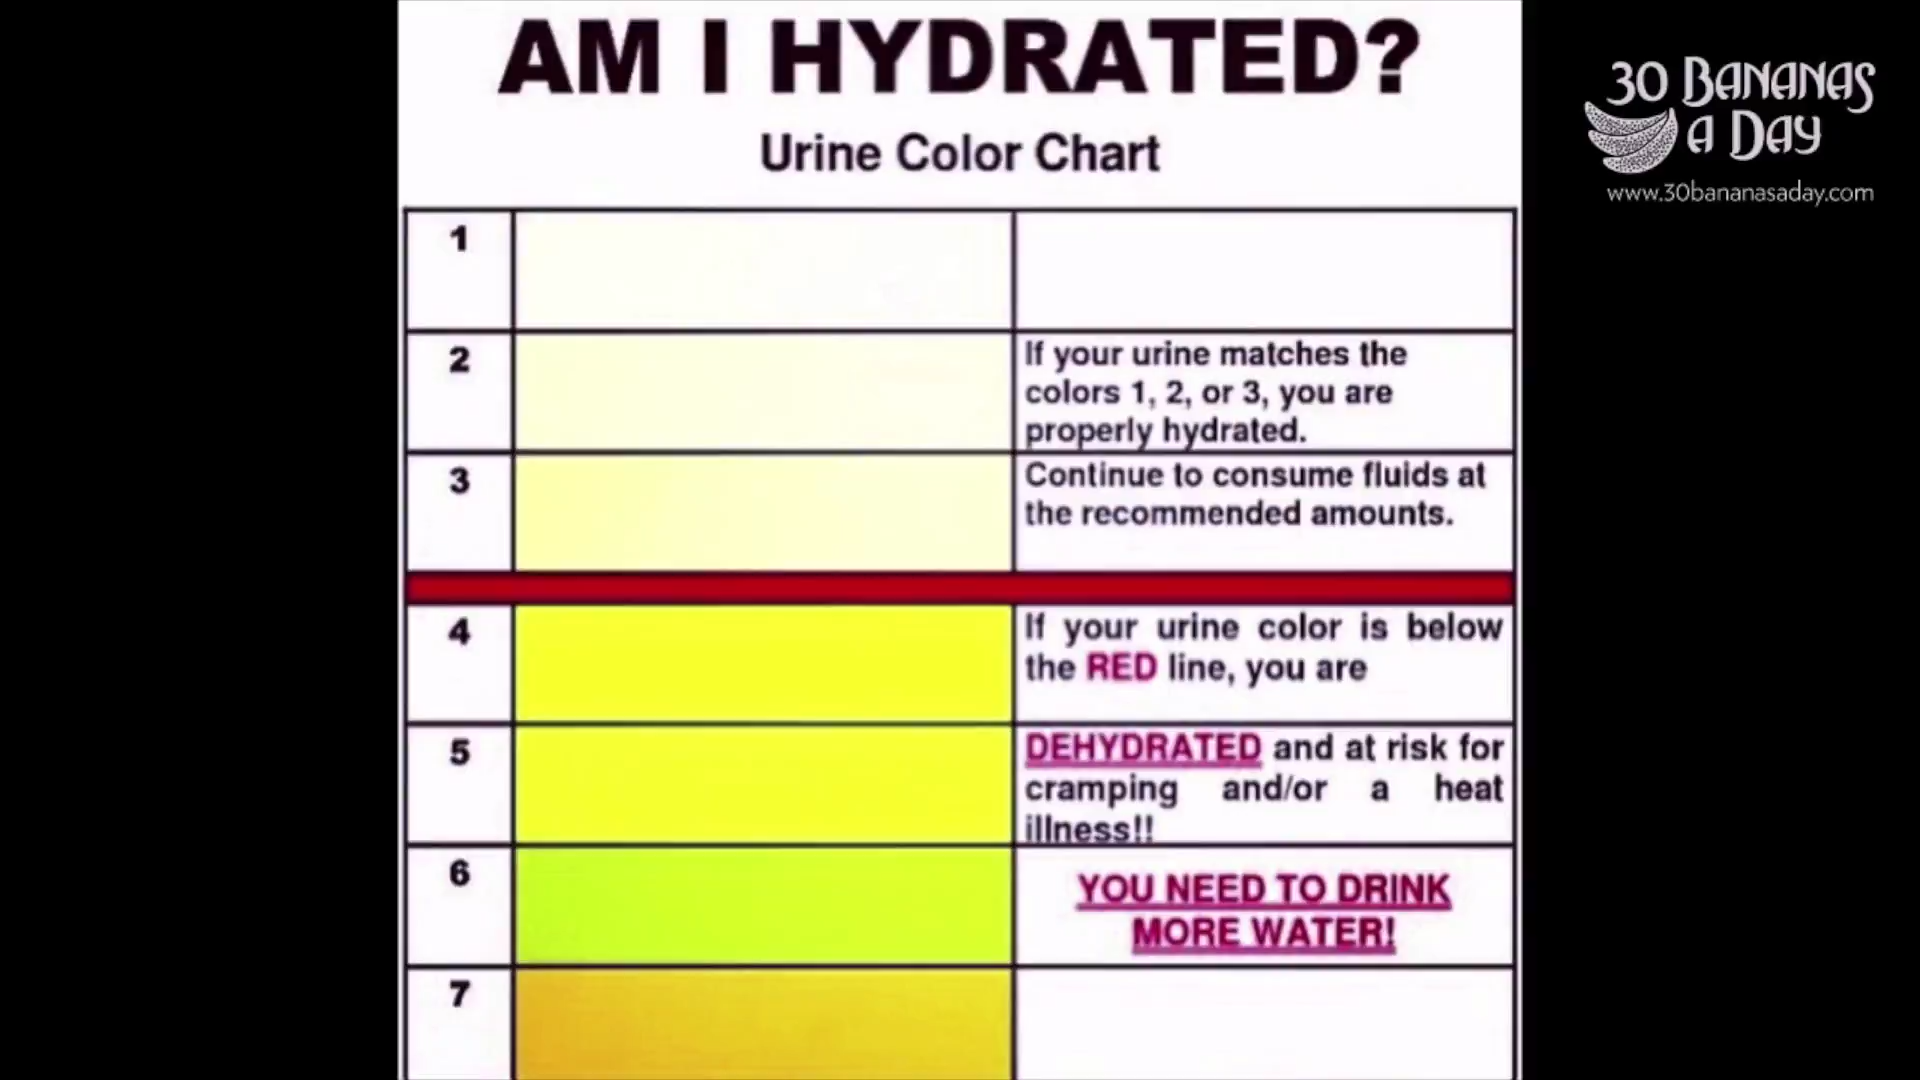 AM I HYDRATED?
Urine Color Chart
30 BANANAS
A DAY
www.30bananasaday.com
1
2
If your urine matches the
colors 1, 2, or 3, you are
properly hydrated.
3
Continue to consume fluids at
the recommended amounts.
4
If your urine color is below
the RED line, you are
5
DEHYDRATED and at risk for
cramping and/or a heat
illness!!
6
YOU NEED TO DRINK
MORE WATER!
7